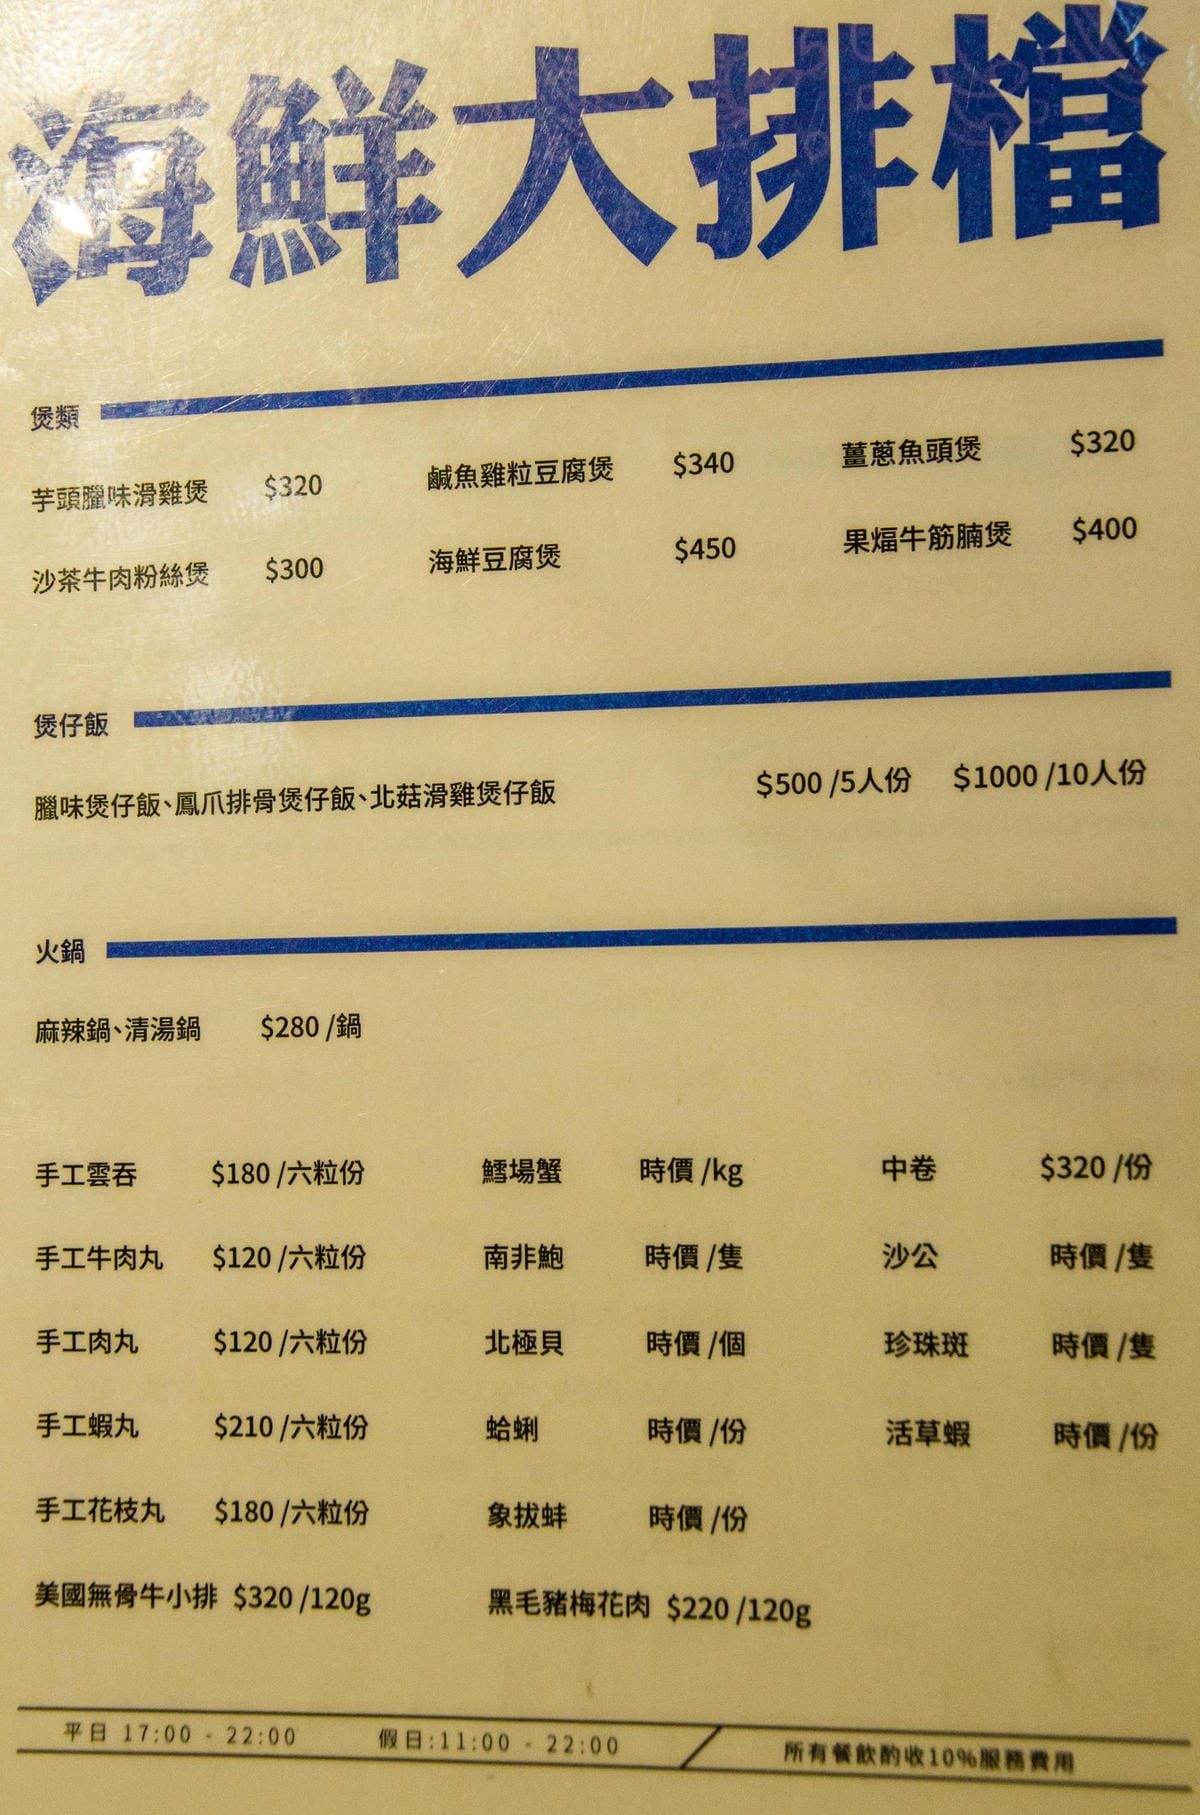 海鮮大排檔
煲類
芋頭臘味滑雞煲 $320 鹹魚雞粒豆腐煲 $340 薑蔥魚頭煲 $320
沙茶牛肉粉絲煲 $300 海鮮豆腐煲 $450 果煏牛筋腩煲 $400
煲仔飯
臘味煲仔飯、鳳爪排骨煲仔飯、北菇滑雞煲仔飯 $500 /5人份 $1000 /10人份
火鍋
麻辣鍋、清湯鍋 $280 /鍋
手工雲吞 $180 /六粒份 鱈場蟹 時價 /kg 中卷 $320 /份
手工牛肉丸 $120 /六粒份 南非鮑 時價 /隻 沙公 時價 /隻
手工肉丸 $120 /六粒份 北極貝 時價 /個 珍珠斑 時價 /隻
手工蝦丸 $210 /六粒份 蛤蜊 時價 /份 活草蝦 時價 /份
手工花枝丸 $180 /六粒份 象拔蚌 時價 /份
美國無骨牛小排 $320 /120g 黑毛豬梅花肉 $220 /120g
平日 17:00 - 22:00 假日:11:00 - 22:00 所有餐飲酌收10%服務費用